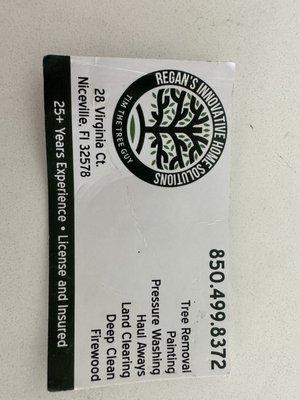 REGAN'S INNOVATIVE HOME SOLUTIONS
TIM THE TREE GUY
28 Virginia Ct.
Niceville, Fl 32578
850.499.8372
Tree Removal
Painting
Pressure Washing
Haul Aways
Land Clearing
Deep Clean
Firewood
25+ Years Experience • License and Insured